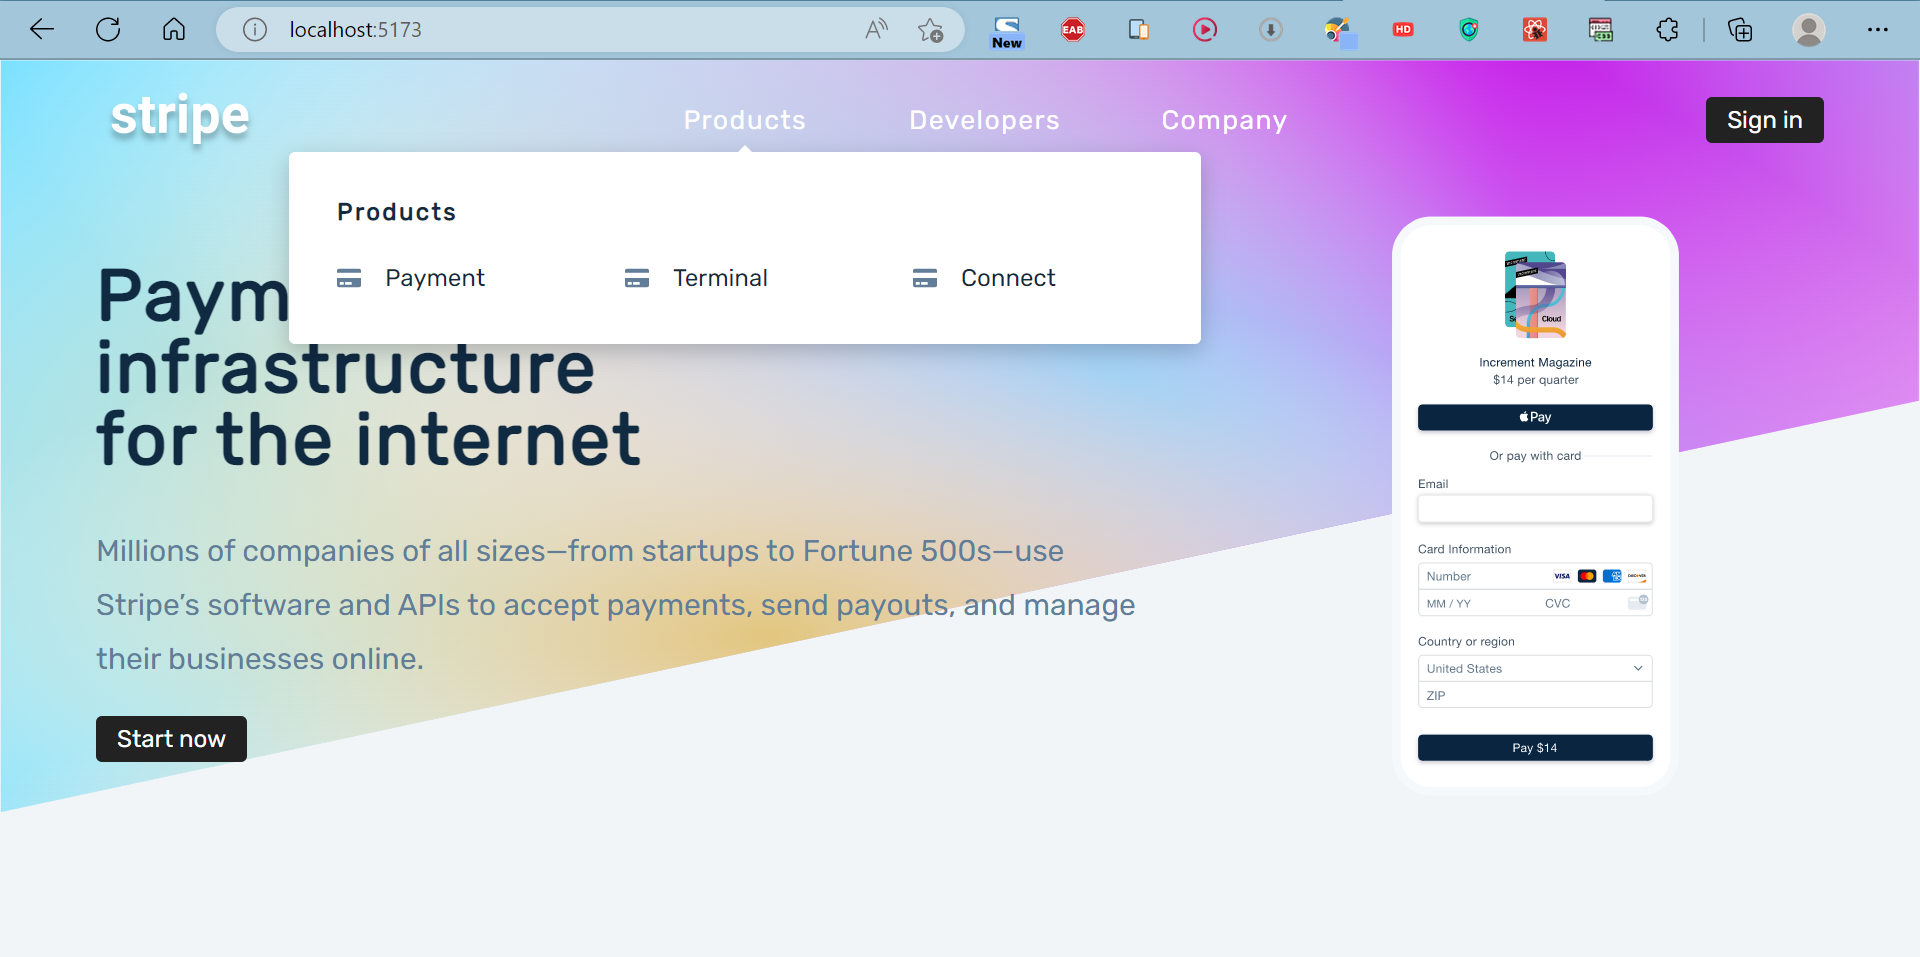 localhost:5173
New
EAB
HD
stripe
Products
Developers
Company
Sign in
Products
Payment
Terminal
Connect
Paym
infrastructure
for the internet
Millions of companies of all sizes—from startups to Fortune 500s—use
Stripe’s software and APIs to accept payments, send payouts, and manage
their businesses online.
Start now
Cloud
Increment Magazine
$14 per quarter
Pay
Or pay with card
Email
Card Information
Number
VISA
DISCOVER
MM / YY
CVC
Country or region
United States
ZIP
Pay $14